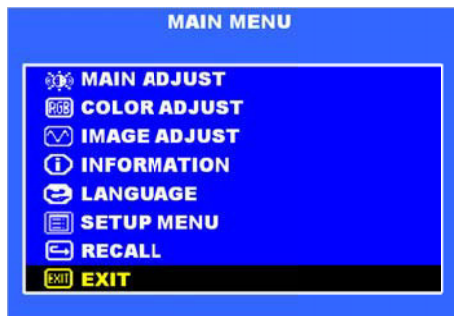 MAIN MENU
MAIN ADJUST
RGB COLOR ADJUST
IMAGE ADJUST
INFORMATION
LANGUAGE
SETUP MENU
RECALL
EXIT EXIT